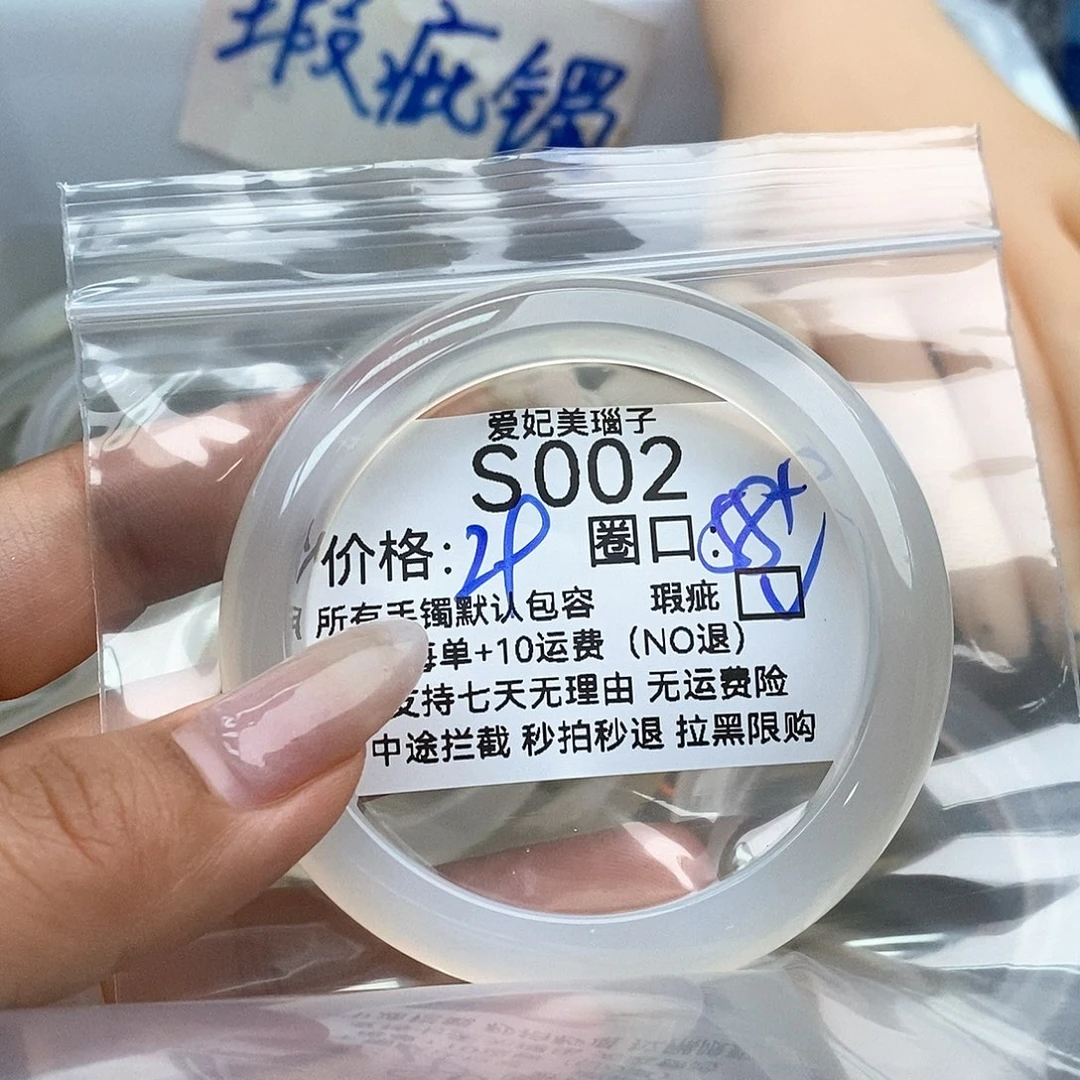 瑕疵镯
爱妃美瑙子
S002
价格: 圈口:
所有手镯默认包容 瑕疵
每单+10运费（NO退）
支持七天无理由 无运费险
中途拦截 秒拍秒退 拉黑限购